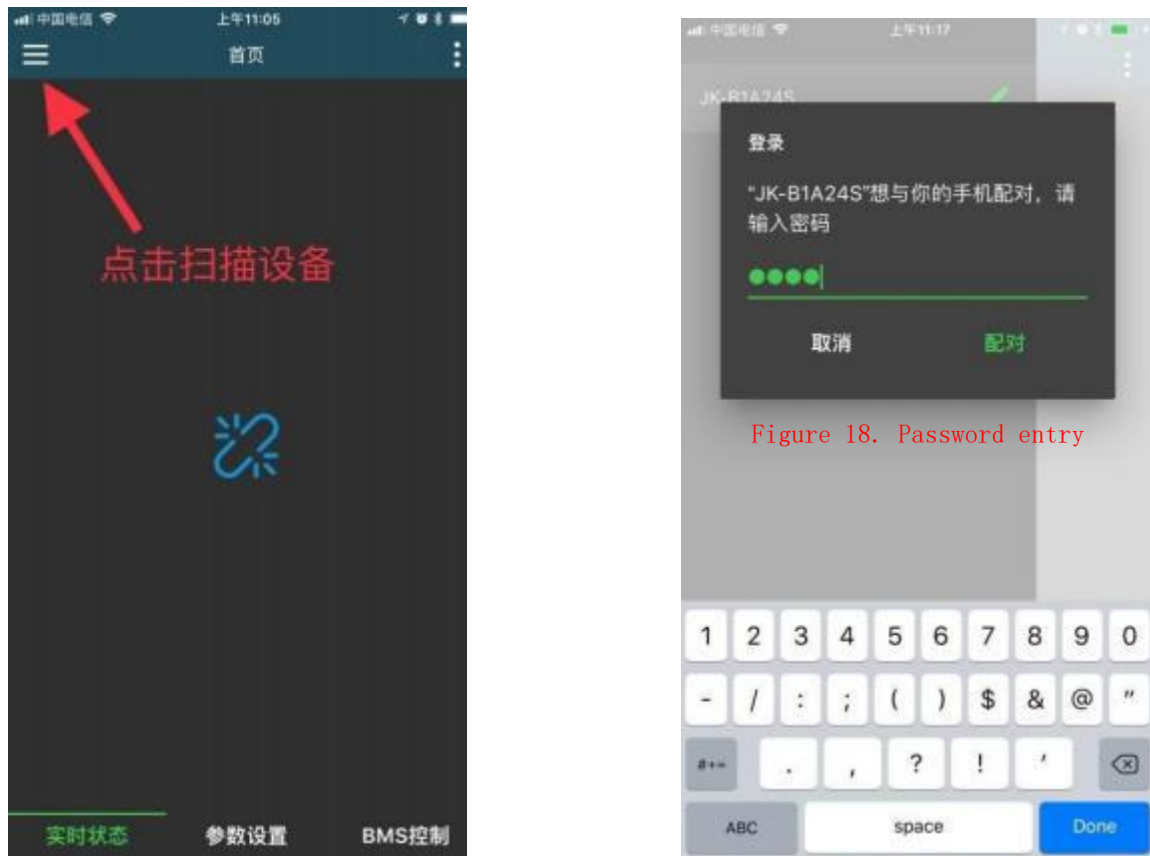 中国电信
上午11:05
首页
点击扫描设备
实时状态
参数设置
BMS控制
中国电信
上午11:17
JK-B1A24S
登录
“JK-B1A24S”想与你的手机配对，请
输入密码
取消
配对
Figure 18. Password entry
1 2 3 4 5 6 7 8 9 0
- / : ; ( ) $ & @ "
#+= . , ? ! '
ABC space Done